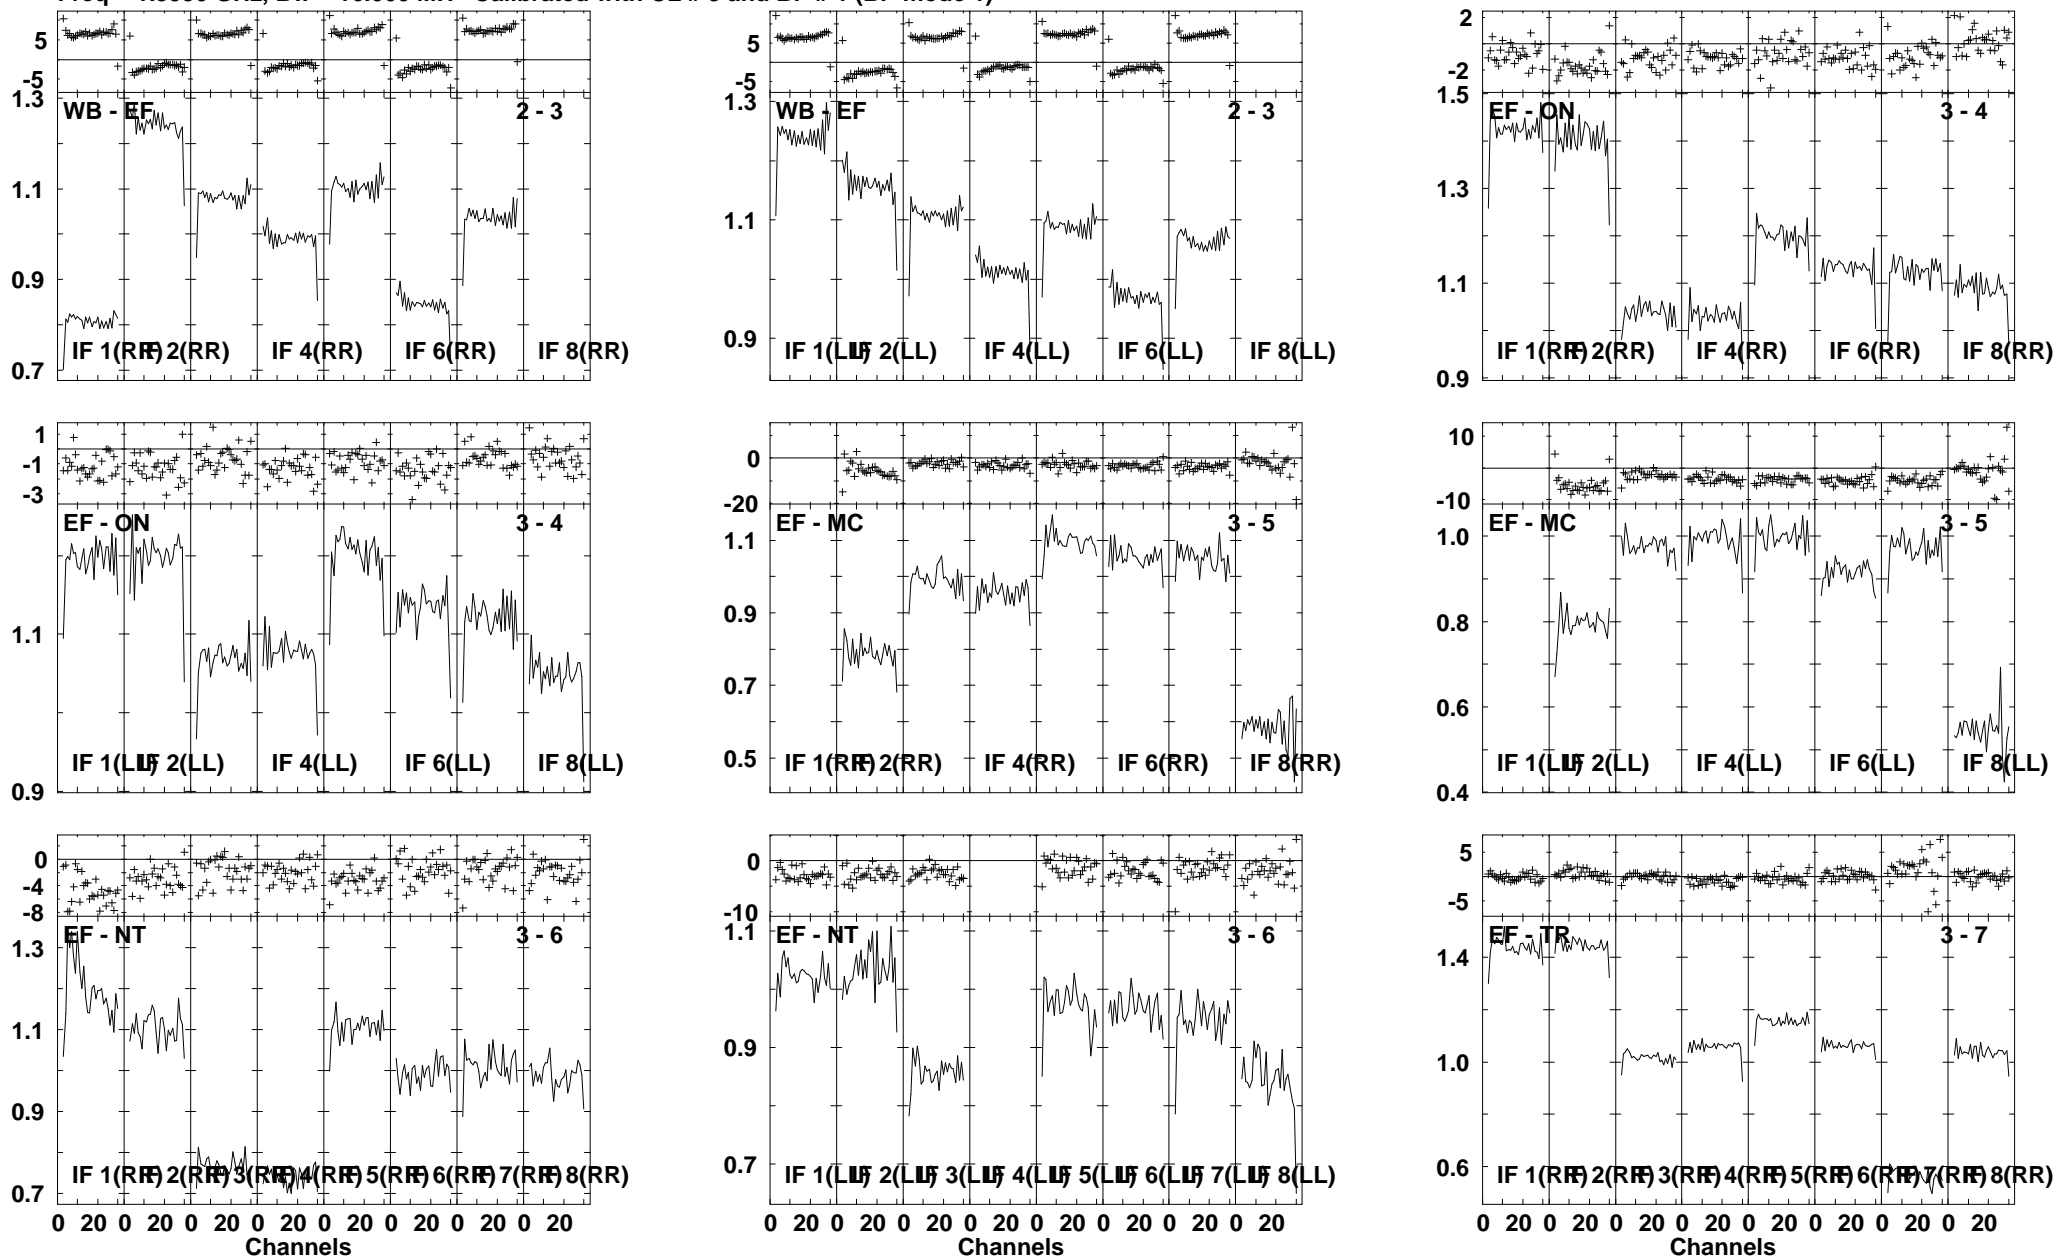 5
-5
1.3
WB - EF 2 - 3
1.1
0.9
IF 1(RR) IF 2(RR) IF 4(RR) IF 6(RR) IF 8(RR)
0.7
5
-5
1.3
WB - EF 2 - 3
1.1
0.9
IF 1(LL) IF 2(LL) IF 4(LL) IF 6(LL) IF 8(LL)
2
-2
1.5
EF - ON 3 - 4
1.3
1.1
IF 1(RR) IF 2(RR) IF 4(RR) IF 6(RR) IF 8(RR)
0.9
1
-1
-3
EF - ON 3 - 4
1.1
IF 1(LL) IF 2(LL) IF 4(LL) IF 6(LL) IF 8(LL)
0.9
0
-20
EF - MC 3 - 5
1.1
0.9
0.7
IF 1(RR) IF 2(RR) IF 4(RR) IF 6(RR) IF 8(RR)
0.5
10
-10
EF - MC 3 - 5
1.0
0.8
0.6
IF 1(LL) IF 2(LL) IF 4(LL) IF 6(LL) IF 8(LL)
0.4
0
-4
-8
EF - NT 3 - 6
1.3
1.1
0.9
IF 1(RR) IF 2(RR) IF 3(RR) IF 4(RR) IF 5(RR) IF 6(RR) IF 7(RR) IF 8(RR)
0.7
0 20 0 20 0 20 0 20 0 20 0 20 0 20 0 20
Channels
0
-10
1.1
EF - NT 3 - 6
0.9
0.7
IF 1(LL) IF 2(LL) IF 3(LL) IF 4(LL) IF 5(LL) IF 6(LL) IF 7(LL) IF 8(LL)
0 20 0 20 0 20 0 20 0 20 0 20 0 20 0 20
Channels
5
-5
EF - TR 3 - 7
1.4
1.0
0.6
IF 1(RR) IF 2(RR) IF 3(RR) IF 4(RR) IF 5(RR) IF 6(RR) IF 7(RR) IF 8(RR)
0 20 0 20 0 20 0 20 0 20 0 20 0 20 0 20
Channels